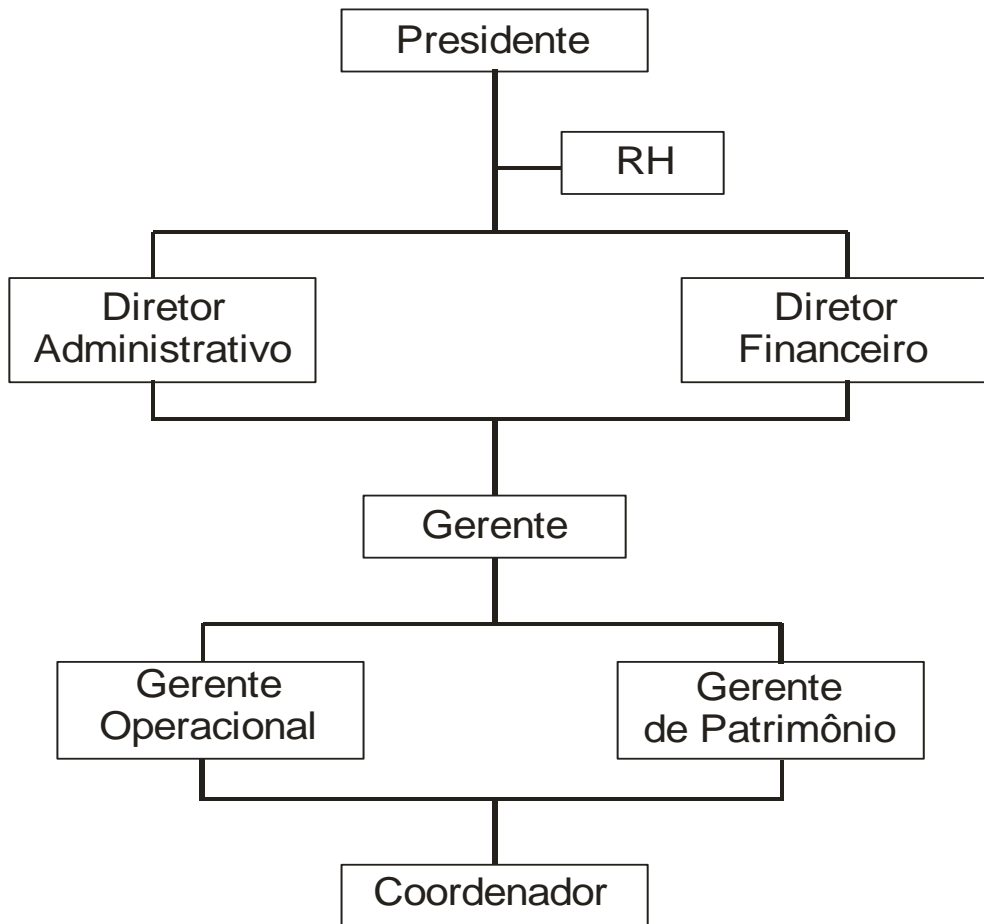 Presidente
RH
Diretor
Administrativo
Diretor
Financeiro
Gerente
Gerente
Operacional
Gerente
de Patrimônio
Coordenador